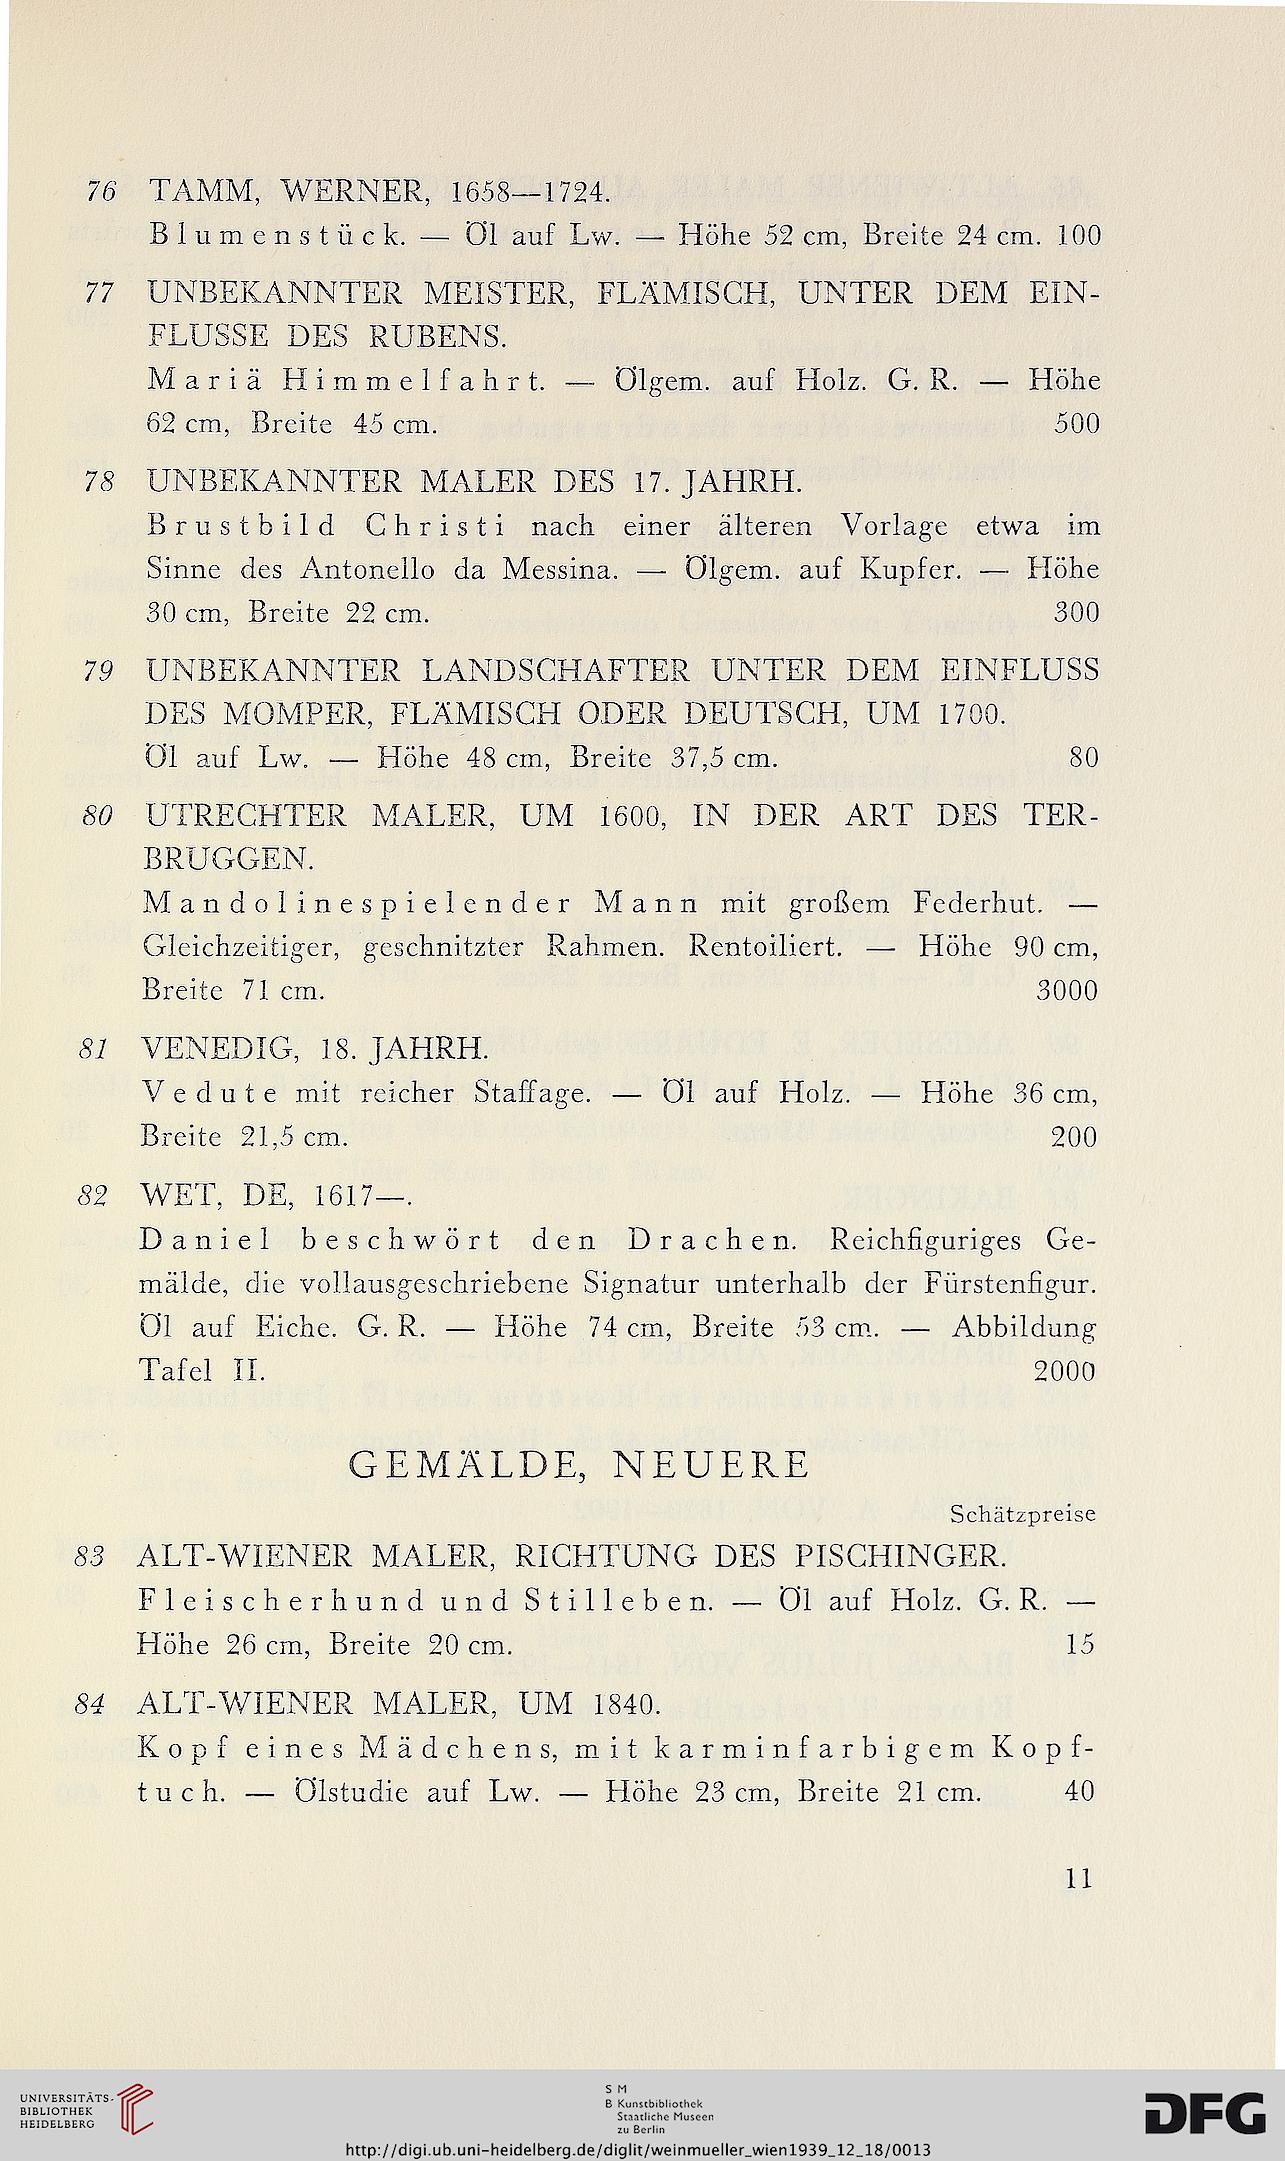 76 TAMM, WERNER, 1658—1724.
Blumenstück. — Öl auf Lw. — Höhe 52 cm, Breite 24 cm. 100
77 UNBEKANNTER MEISTER, FLÄMISCH, UNTER DEM EIN-
FLUSSE DES RUBENS.
Mariä Himmelfahrt. — Ölgem. auf Holz. G. R. — Höhe
62 cm, Breite 45 cm. 500
78 UNBEKANNTER MALER DES 17. JAHRH.
Brustbild Christi nach einer älteren Vorlage etwa im
Sinne des Antonello da Messina. — Ölgem. auf Kupfer. — Höhe
30 cm, Breite 22 cm. 300
79 UNBEKANNTER LANDSCHAFTER UNTER DEM EINFLUSS
DES MOMPER, FLÄMISCH ODER DEUTSCH, UM 1700.
Öl auf Lw. — Höhe 48 cm, Breite 37,5 cm. 80
80 UTRECHTER MALER, UM 1600, IN DER ART DES TER-
BRUGGEN.
Mandolinespielender Mann mit großem Federhut. —
Gleichzeitiger, geschnitzter Rahmen. Rentoiliert. — Höhe 90 cm,
Breite 71 cm. 3000
81 VENEDIG, 18. JAHRH.
Vedute mit reicher Staffage. — Öl auf Holz. — Höhe 36 cm,
Breite 21,5 cm. 200
82 WET, DE, 1617—.
Daniel beschwört den Drachen. Reichfiguriges Ge-
mälde, die vollausgeschriebene Signatur unterhalb der Fürstenfigur.
Öl auf Eiche. G. R. — Höhe 74 cm, Breite 53 cm. — Abbildung
Tafel II. 2000
GEMÄLDE, NEUERE
Schätzpreise
83 ALT-WIENER MALER, RICHTUNG DES PISCHINGER.
Fleischerhund und Stilleben. — Öl auf Holz. G. R. —
Höhe 26 cm, Breite 20 cm. 15
84 ALT-WIENER MALER, UM 1840.
Kopf eines Mädchens, mit karminfarbigem Kopf-
tuch. — Ölstudie auf Lw. — Höhe 23 cm, Breite 21 cm. 40
11
UNIVERSITÄTS-
BIBLIOTHEK
HEIDELBERG
S M
B Kunstbibliothek
Staatliche Museen
zu Berlin
DFG
http://digi.ub.uni-heidelberg.de/diglit/weinmueller_wien1939_12_18/0013